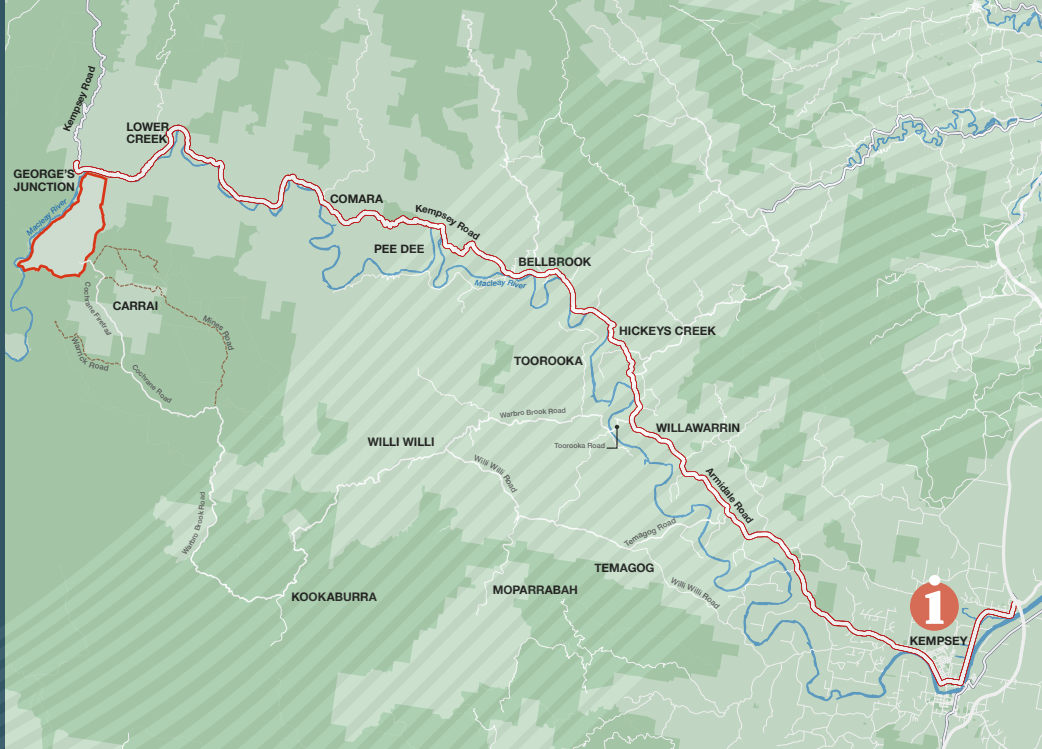 Kempsey Road
LOWER
CREEK
GEORGE'S
JUNCTION
Macleay River
COMARA
Kempsey Road
PEE DEE
BELLBROOK
Macleay River
CARRAI
Cochrane Firetrail
Mines Road
Warrick Road
Cochrane Road
HICKEYS CREEK
TOOROOKA
Warbro Brook Road
WILLAWARRIN
WILLI WILLI
Toorooka Road
Willi Willi Road
Armidale Road
Warbro Brook Road
Temagog Road
TEMAGOG
Willi Willi Road
MOPARRABAH
KOOKABURRA
1
KEMPSEY